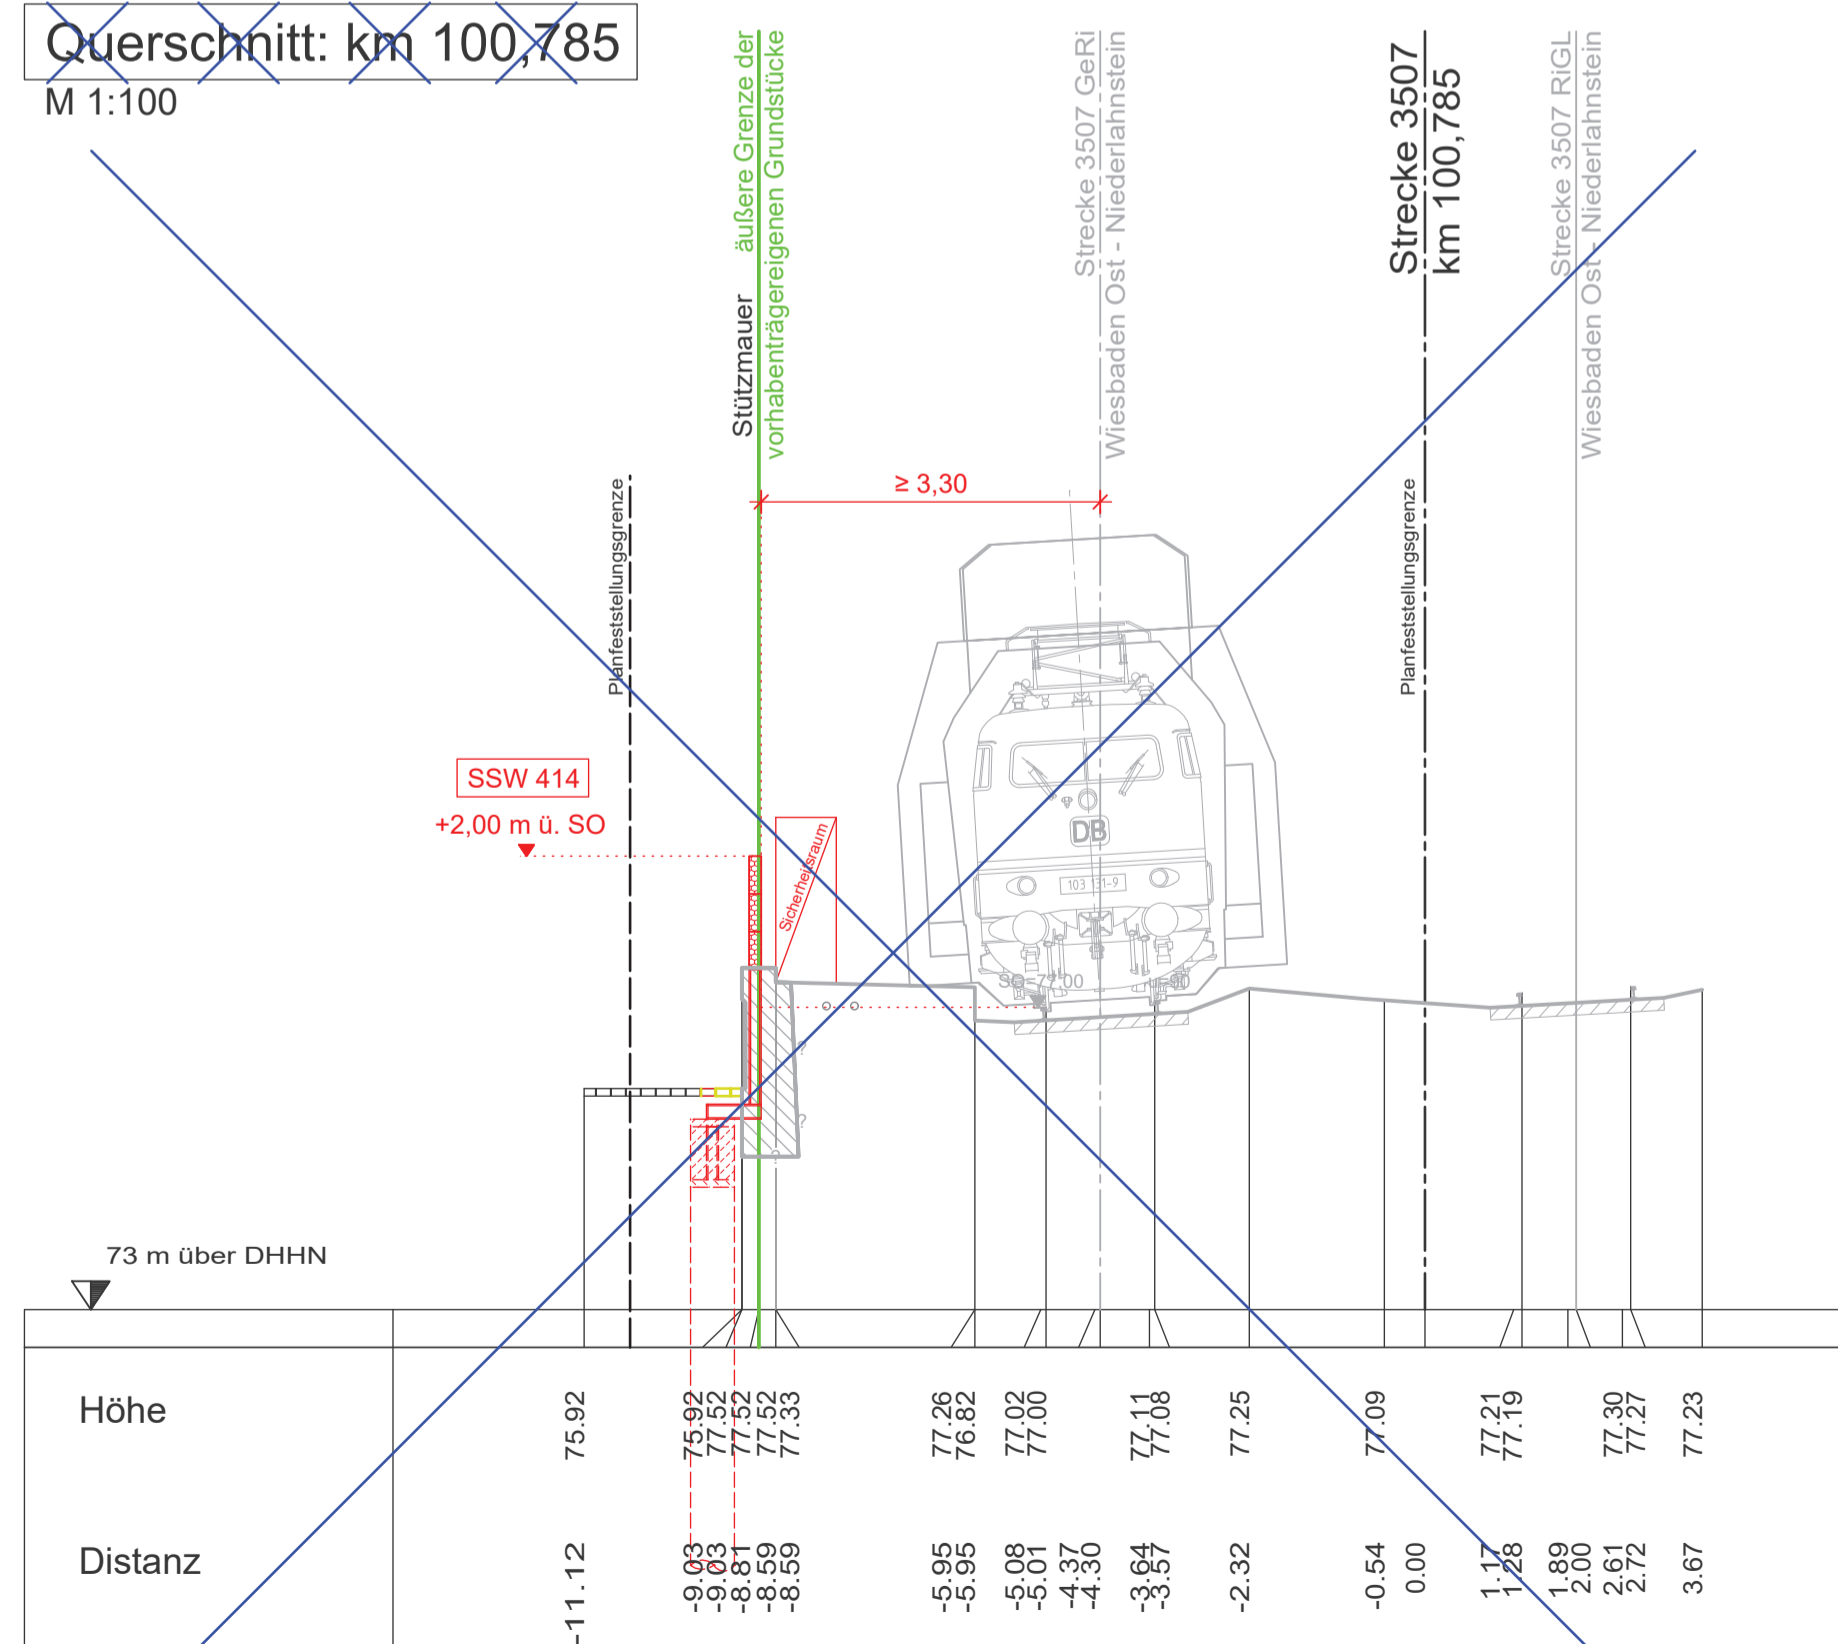 Querschnitt: km 100,785
M 1:100
äußere Grenze der
vorhabenträgereigenen Grundstücke
Stützmauer
Strecke 3507 GeRi
Wiesbaden Ost - Niederlahnstein
Strecke 3507
km 100,785
Strecke 3507 RiGL
Wiesbaden Ost - Niederlahnstein
≥ 3,30
Planfeststellungsgrenze
Planfeststellungsgrenze
SSW 414
+2,00 m ü. SO
Sicherheitsraum
DB
103 131-9
SO=77.00
?
?
?
73 m über DHHN
Höhe
75.92
75.92
77.52
77.52
77.52
77.33
77.26
76.82
77.02
77.00
77.11
77.08
77.25
77.09
77.21
77.19
77.30
77.27
77.23
Distanz
-11.12
-9.03
-9.03
-8.81
-8.59
-8.59
-5.95
-5.95
-5.08
-5.01
-4.37
-4.30
-3.64
-3.57
-2.32
-0.54
0.00
1.17
1.28
1.89
2.00
2.61
2.72
3.67